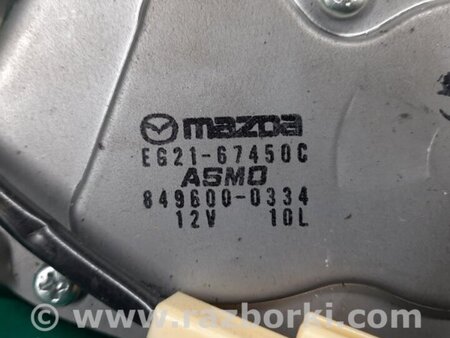 mazda
EG21-67450C
ASMO
849600-0334
12V 10L
www.razborki.com